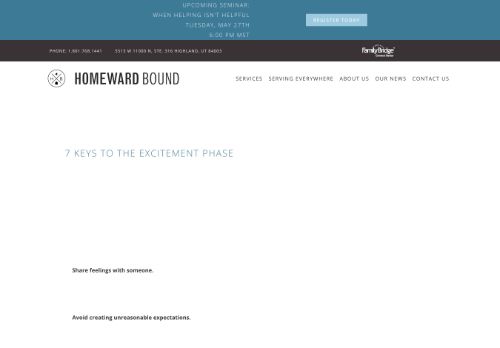 UPCOMING SEMINAR:
WHEN HELPING ISN'T HELPFUL
TUESDAY, MAY 27TH
6:00 PM MST
REGISTER TODAY
PHONE: 1.801.768.1441 5513 W 11000 N, STE. 316 HIGHLAND, UT 84003
FamilyBridge
HOMEWARD BOUND
SERVICES SERVING EVERYWHERE ABOUT US OUR NEWS CONTACT US
7 KEYS TO THE EXCITEMENT PHASE
Share feelings with someone.
Avoid creating unreasonable expectations.